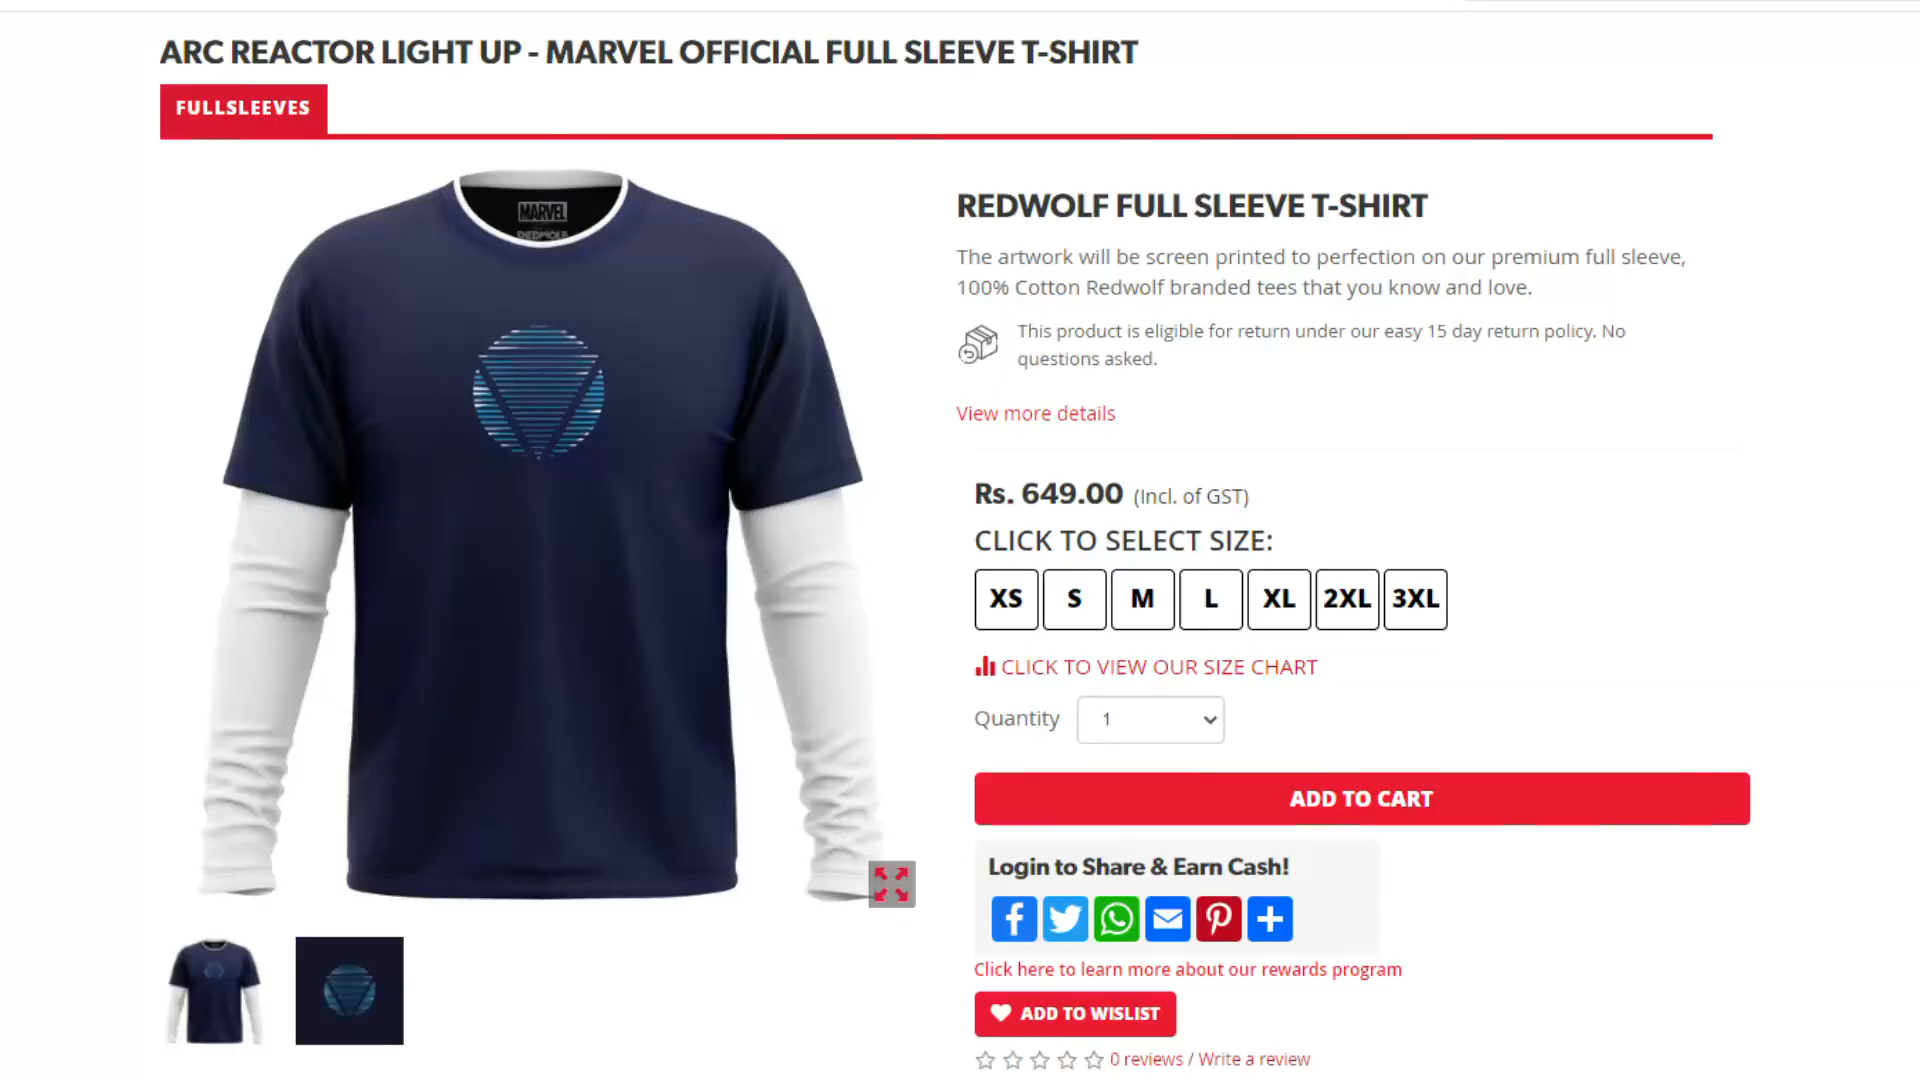 ARC REACTOR LIGHT UP - MARVEL OFFICIAL FULL SLEEVE T-SHIRT
FULLSLEEVES
MARVEL
REDWOLF
REDWOLF FULL SLEEVE T-SHIRT
The artwork will be screen printed to perfection on our premium full sleeve,
100% Cotton Redwolf branded tees that you know and love.
This product is eligible for return under our easy 15 day return policy. No
questions asked.
View more details
Rs. 649.00 (Incl. of GST)
CLICK TO SELECT SIZE:
XS S M L XL 2XL 3XL
CLICK TO VIEW OUR SIZE CHART
Quantity 1
ADD TO CART
Login to Share & Earn Cash!
Click here to learn more about our rewards program
ADD TO WISLIST
0 reviews / Write a review